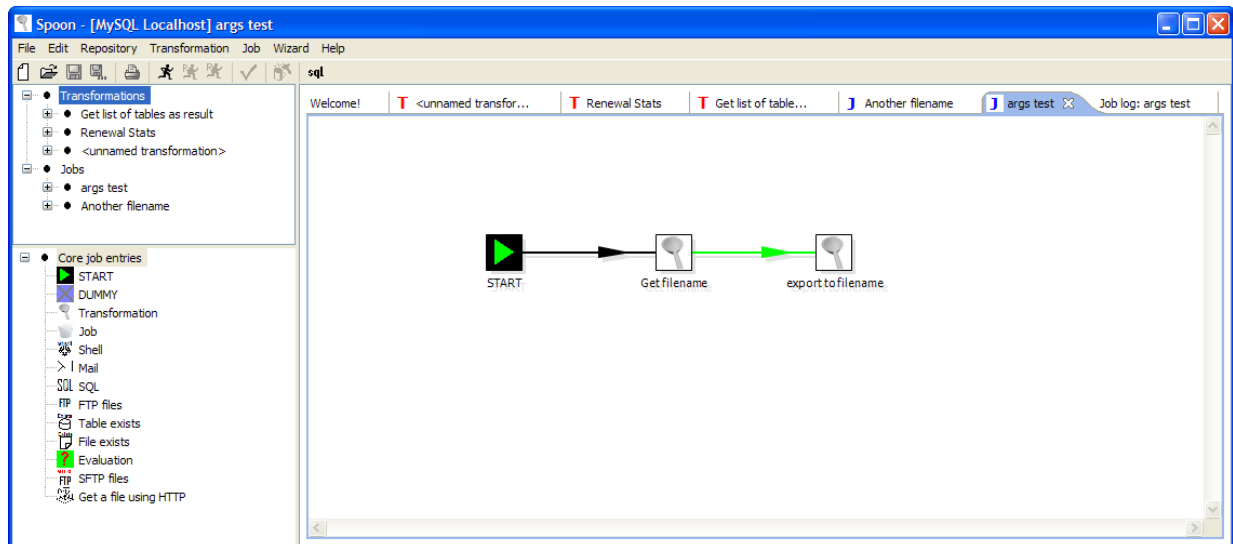 Spoon - [MySQL Localhost] args test
File Edit Repository Transformation Job Wizard Help
sql
Transformations
Get list of tables as result
Renewal Stats
<unnamed transformation>
Jobs
args test
Another filename
Welcome! T <unnamed transfor... T Renewal Stats T Get list of table... J Another filename J args test Job log: args test
START Get filename export to filename
Core job entries
START
DUMMY
Transformation
Job
Shell
Mail
SQL SQL
FTP FTP files
Table exists
File exists
? Evaluation
FTP SFTP files
Get a file using HTTP